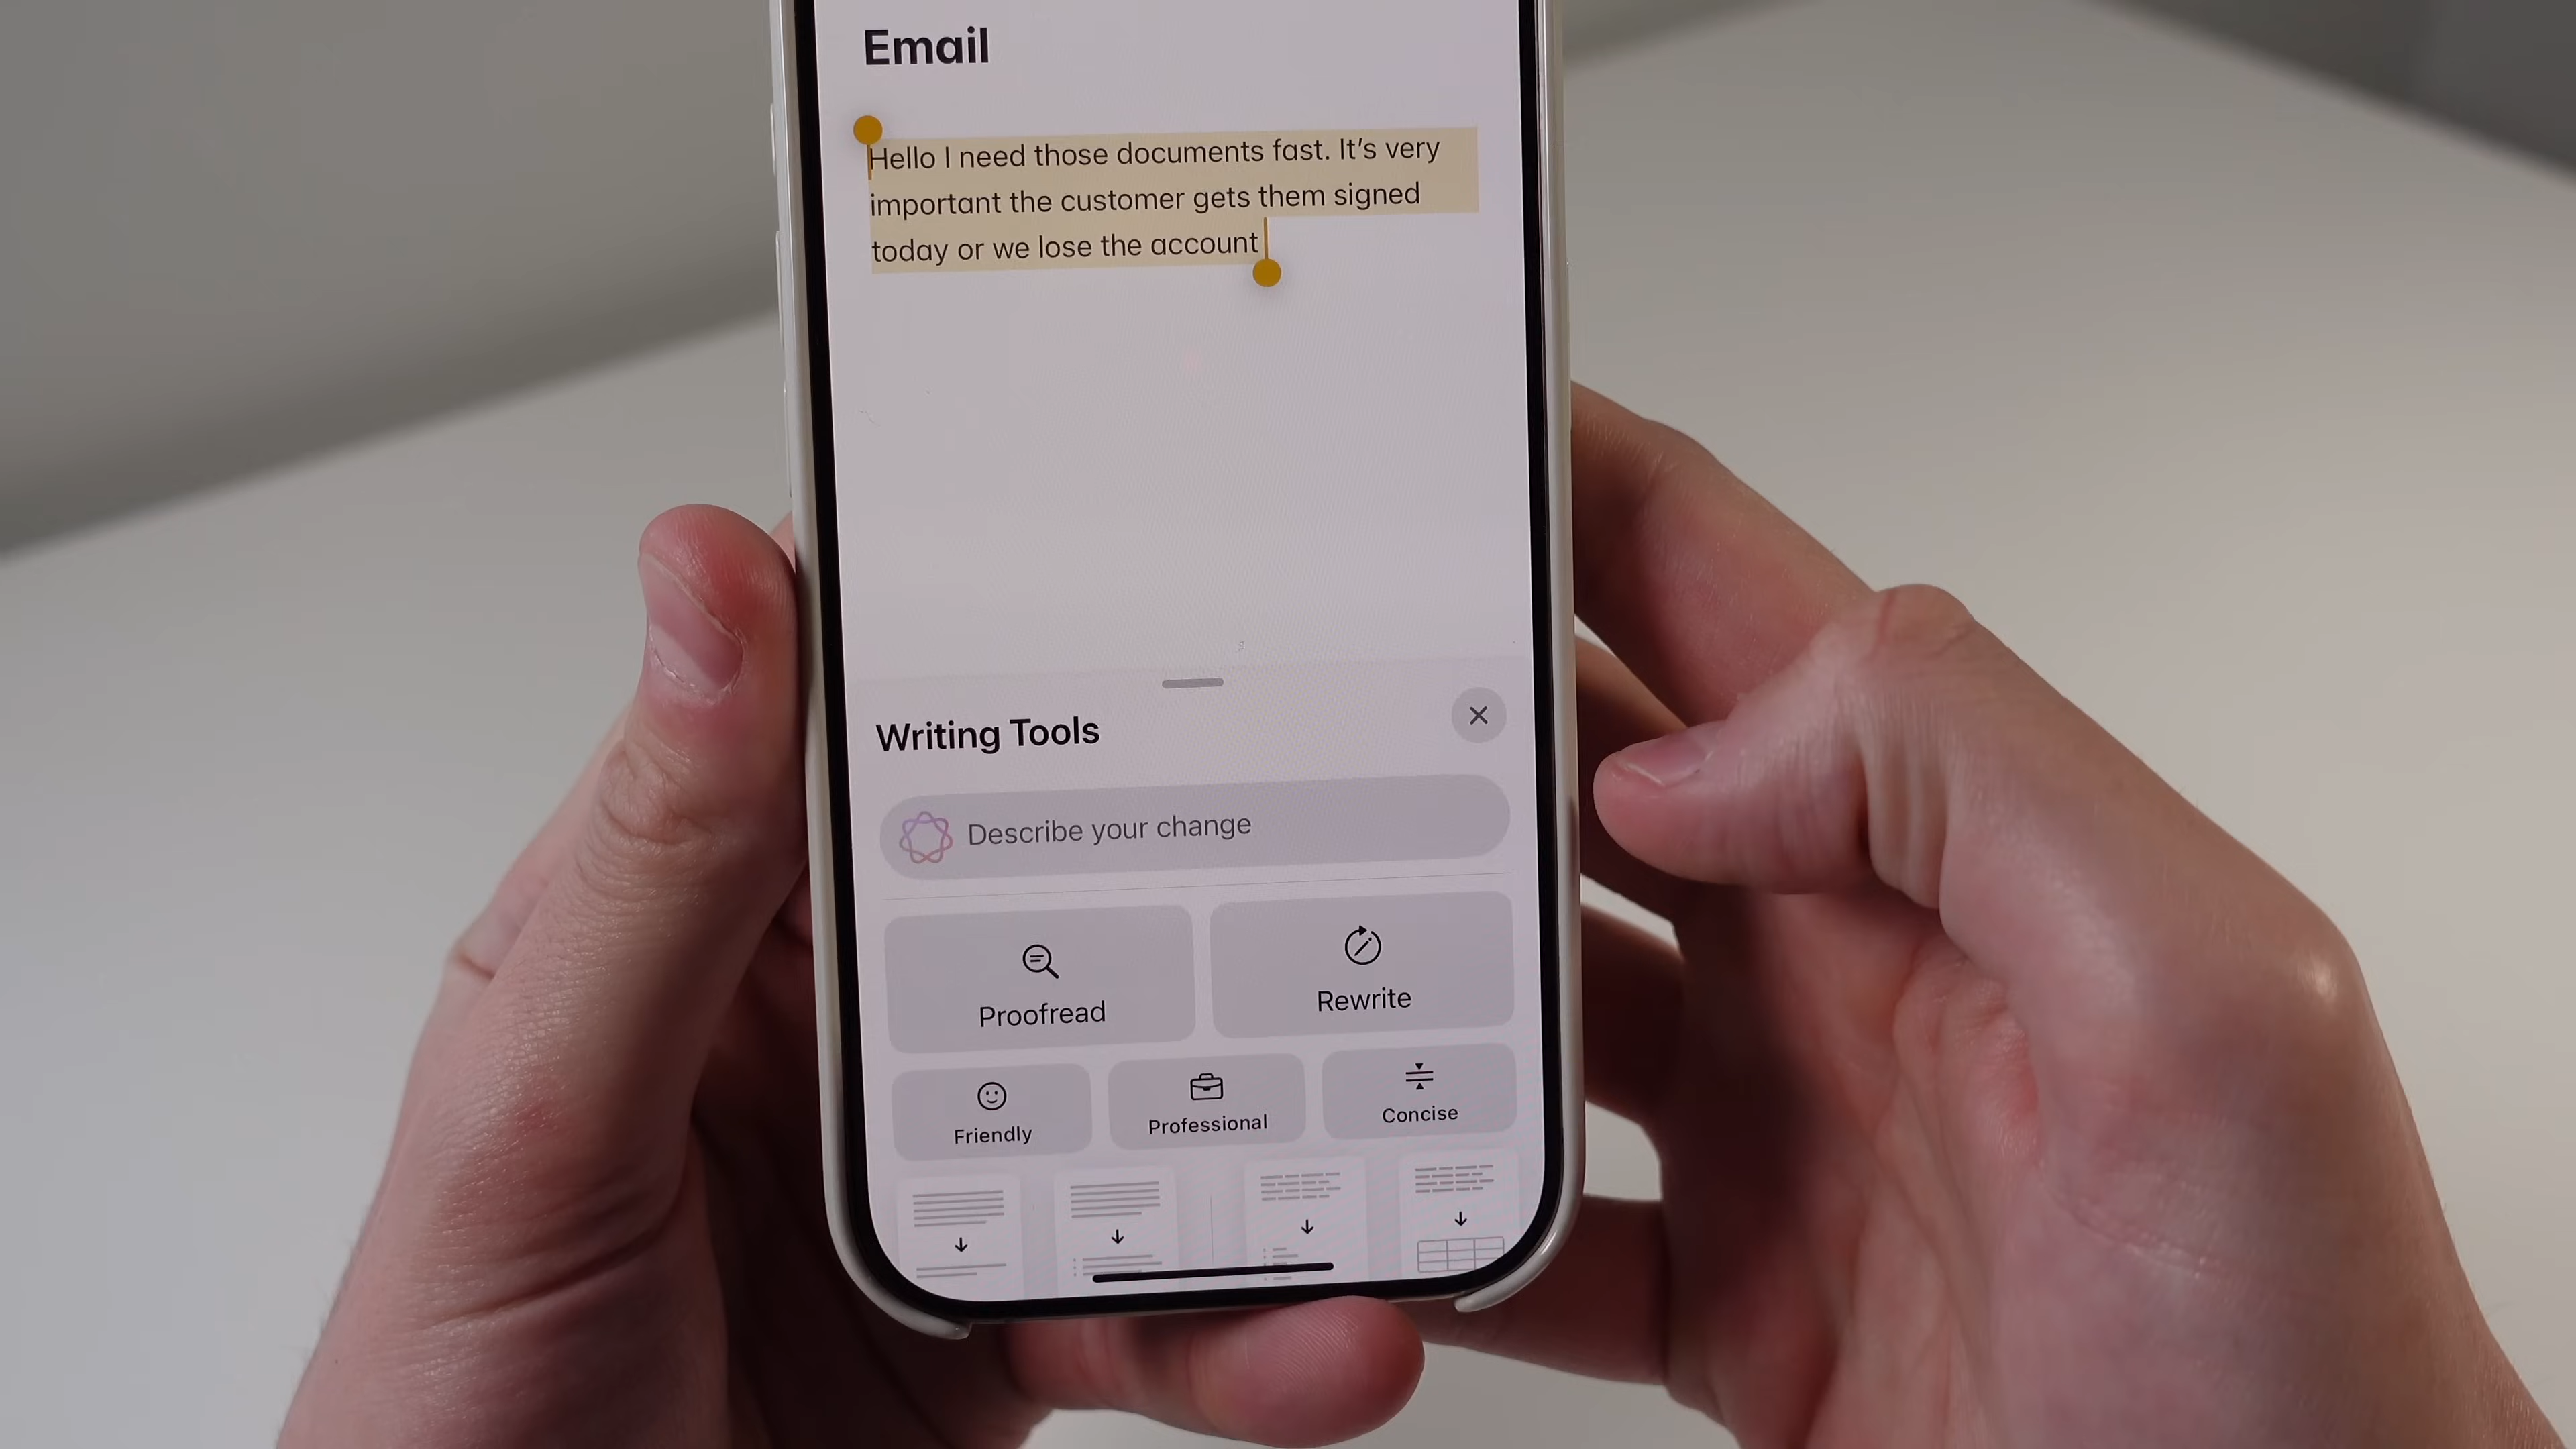 Email
Hello I need those documents fast. It's very
important the customer gets them signed
today or we lose the account
Writing Tools
Describe your change
Proofread
Rewrite
Friendly
Professional
Concise